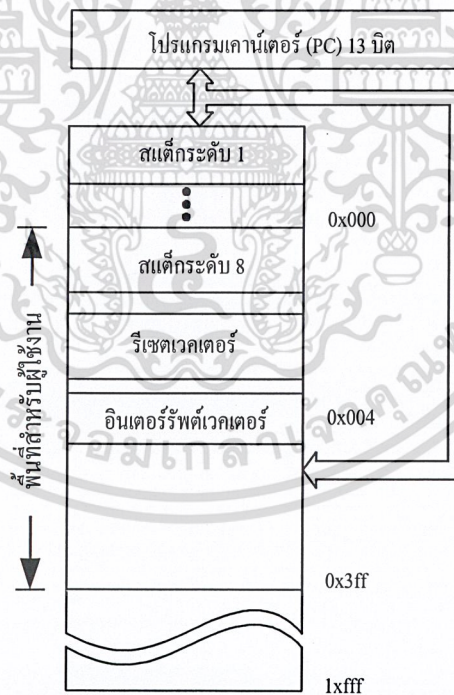 โปรแกรมเคาน์เตอร์ (PC) 13 บิต
สแต็กระดับ 1
0x000
สแต็กระดับ 8
รีเซตเวคเตอร์
พื้นที่สำหรับผู้ใช้งาน
อินเตอร์รัพต์เวคเตอร์
0x004
0x3ff
1xfff